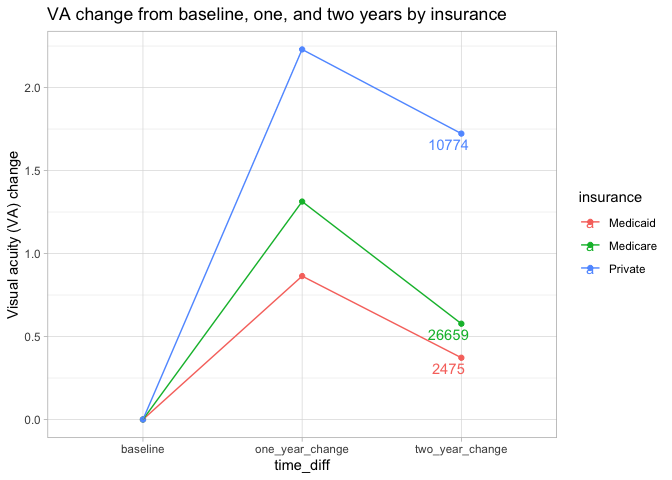 VA change from baseline, one, and two years by insurance
Visual acuity (VA) change
2.0
1.5
1.0
0.5
0.0
10774
26659
2475
baseline
one_year_change
two_year_change
time_diff
insurance
a Medicaid
a Medicare
a Private